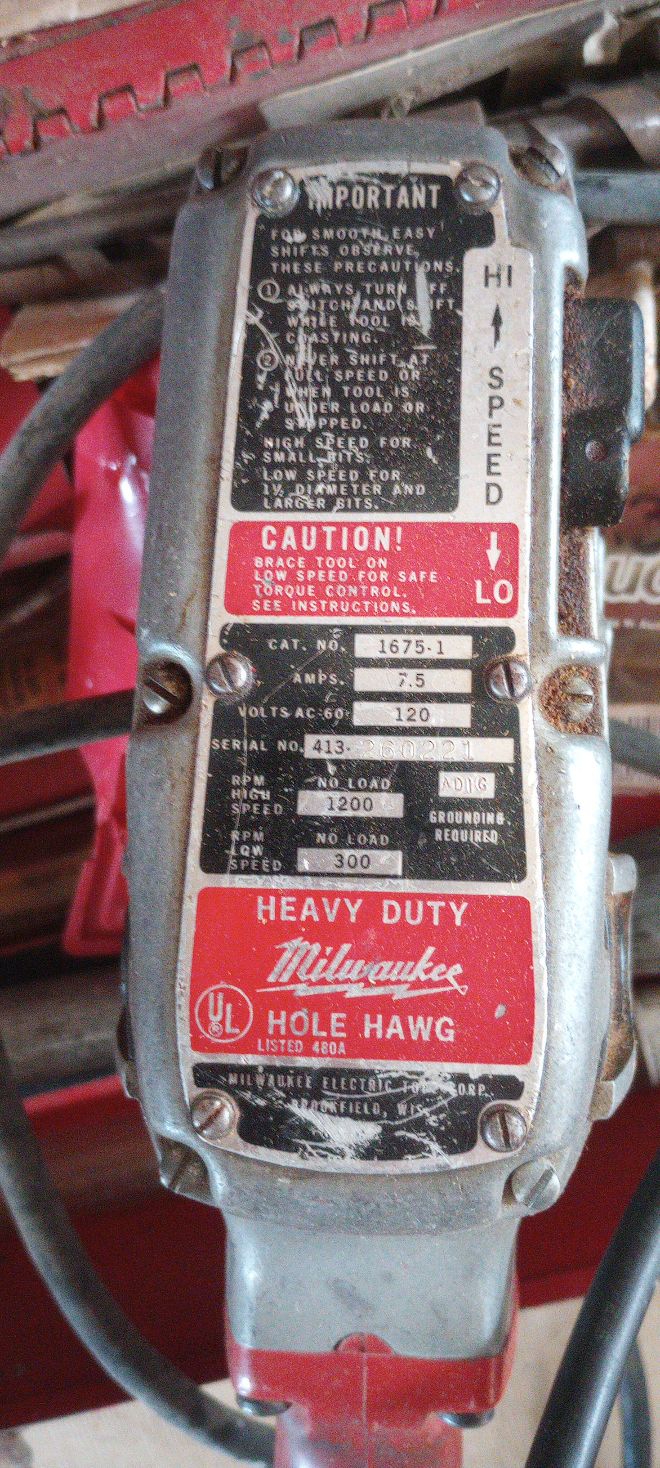 IMPORTANT
FOR SMOOTH, EASY
SHIFTS OBSERVE
THESE PRECAUTIONS.
① ALWAYS TURN OFF
SWITCH AND SHIFT
WHILE TOOL IS
COASTING.
② NEVER SHIFT AT
FULL SPEED OR
WHEN TOOL IS
UNDER LOAD OR
STOPPED.
HIGH SPEED FOR
SMALL BITS.
LOW SPEED FOR
1½ DIAMETER AND
LARGER BITS.
HI
SPEED
LO
CAUTION!
BRACE TOOL ON
LOW SPEED FOR SAFE
TORQUE CONTROL.
SEE INSTRUCTIONS.
CAT. NO. 1675-1
AMPS. 7.5
VOLTS AC-60 120
SERIAL NO. 413-260221
RPM HIGH SPEED NO LOAD 1200
ADIG
GROUNDING REQUIRED
RPM LOW SPEED NO LOAD 300
HEAVY DUTY
Milwaukee
UL
HOLE HAWG
LISTED 480A
MILWAUKEE ELECTRIC TOOL CORP.
BROOKFIELD, WIS.